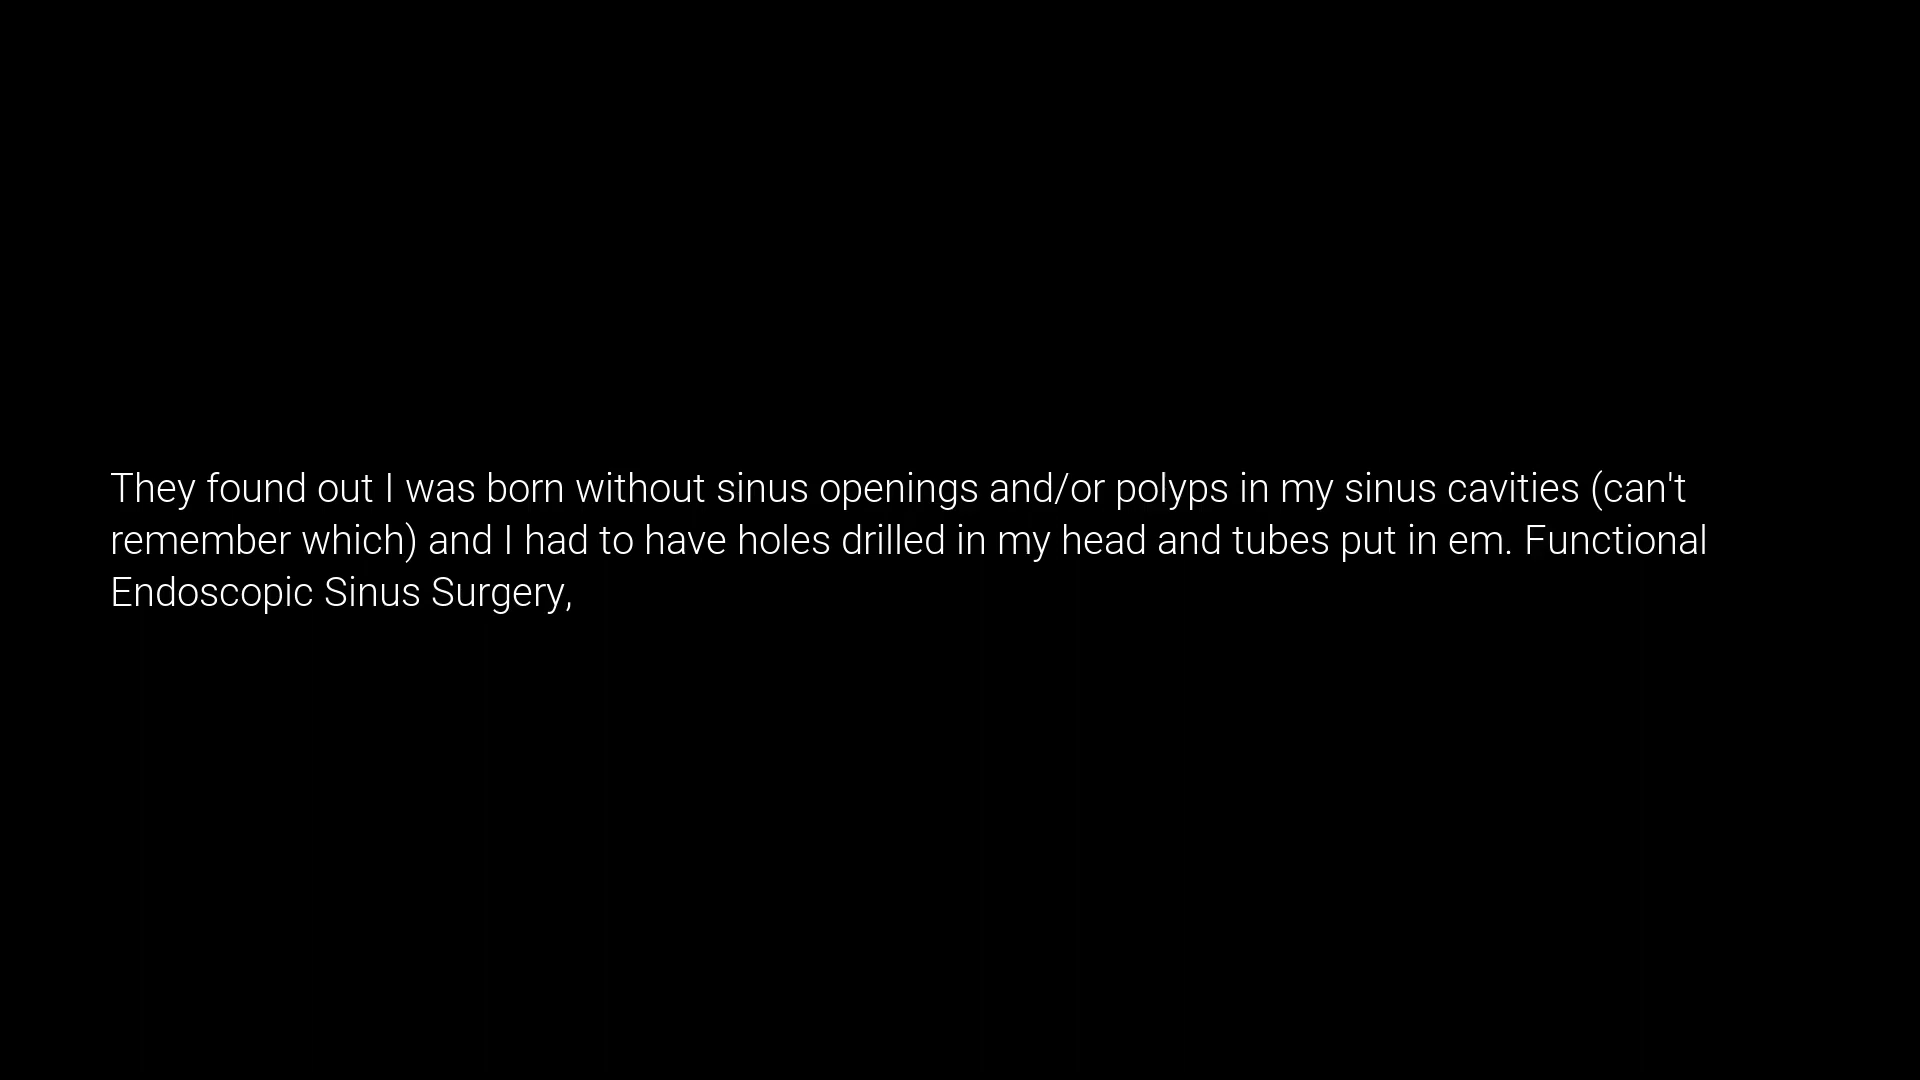 They found out I was born without sinus openings and/or polyps in my sinus cavities (can't
remember which) and I had to have holes drilled in my head and tubes put in em. Functional
Endoscopic Sinus Surgery,